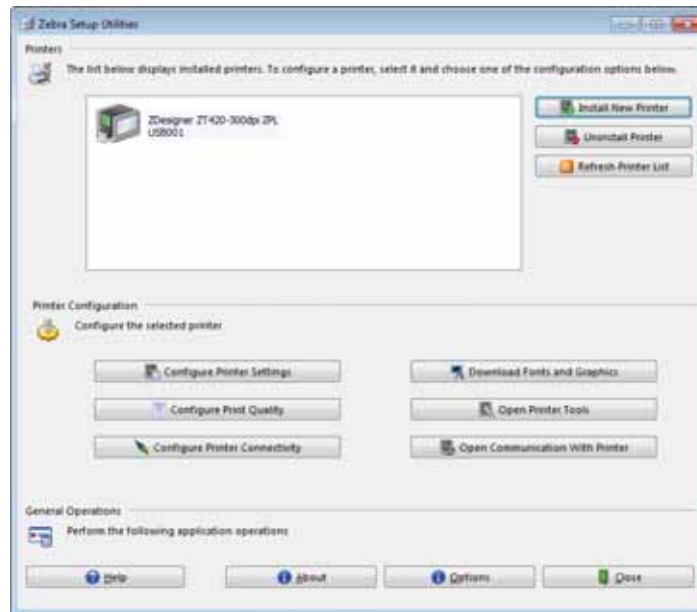 Zebra Setup Utilities
Printers
The list below displays installed printers. To configure a printer, select it and choose one of the configuration options below.
ZDesigner ZT420-300dpi ZPL
USB001
Install New Printer
Uninstall Printer
Refresh Printer List
Printer Configuration
Configure the selected printer
Configure Printer Settings
Download Fonts and Graphics
Configure Print Quality
Open Printer Tools
Configure Printer Connectivity
Open Communication With Printer
General Operations
Perform the following application operations
Help
About
Options
Close